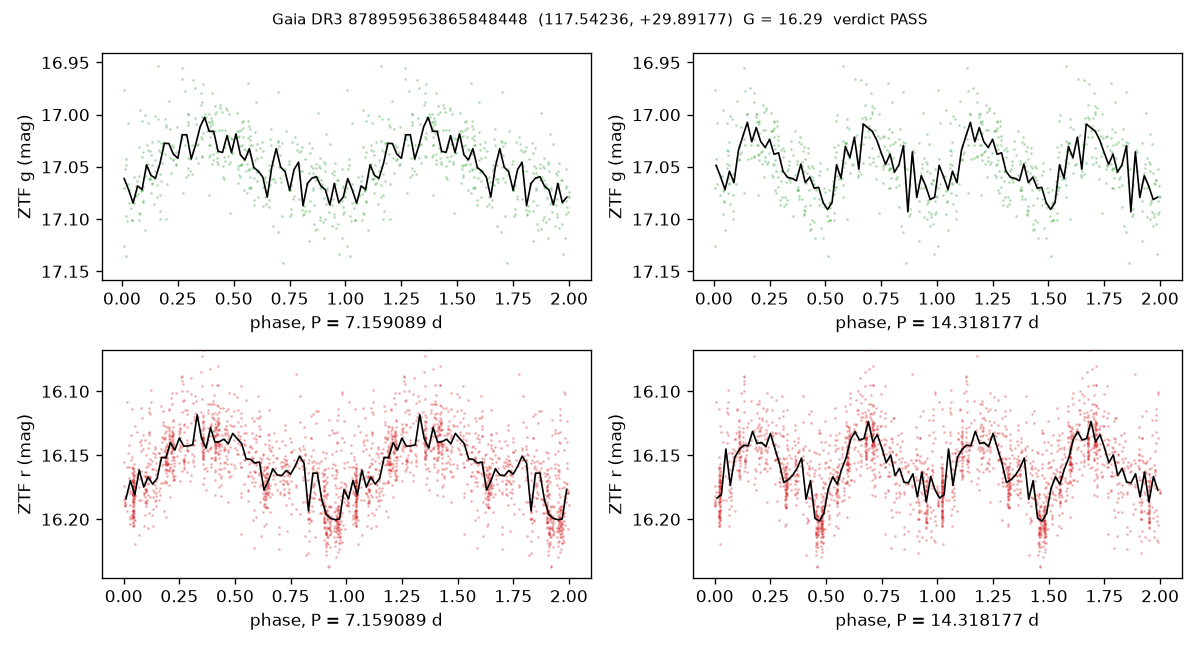 Gaia DR3 878959563865848448 (117.54236, +29.89177) G = 16.29 verdict PASS
ZTF g (mag)
16.95
17.00
17.05
17.10
17.15
0.00 0.25 0.50 0.75 1.00 1.25 1.50 1.75 2.00
phase, P = 7.159089 d
ZTF g (mag)
16.95
17.00
17.05
17.10
17.15
0.00 0.25 0.50 0.75 1.00 1.25 1.50 1.75 2.00
phase, P = 14.318177 d
ZTF r (mag)
16.10
16.15
16.20
0.00 0.25 0.50 0.75 1.00 1.25 1.50 1.75 2.00
phase, P = 7.159089 d
ZTF r (mag)
16.10
16.15
16.20
0.00 0.25 0.50 0.75 1.00 1.25 1.50 1.75 2.00
phase, P = 14.318177 d